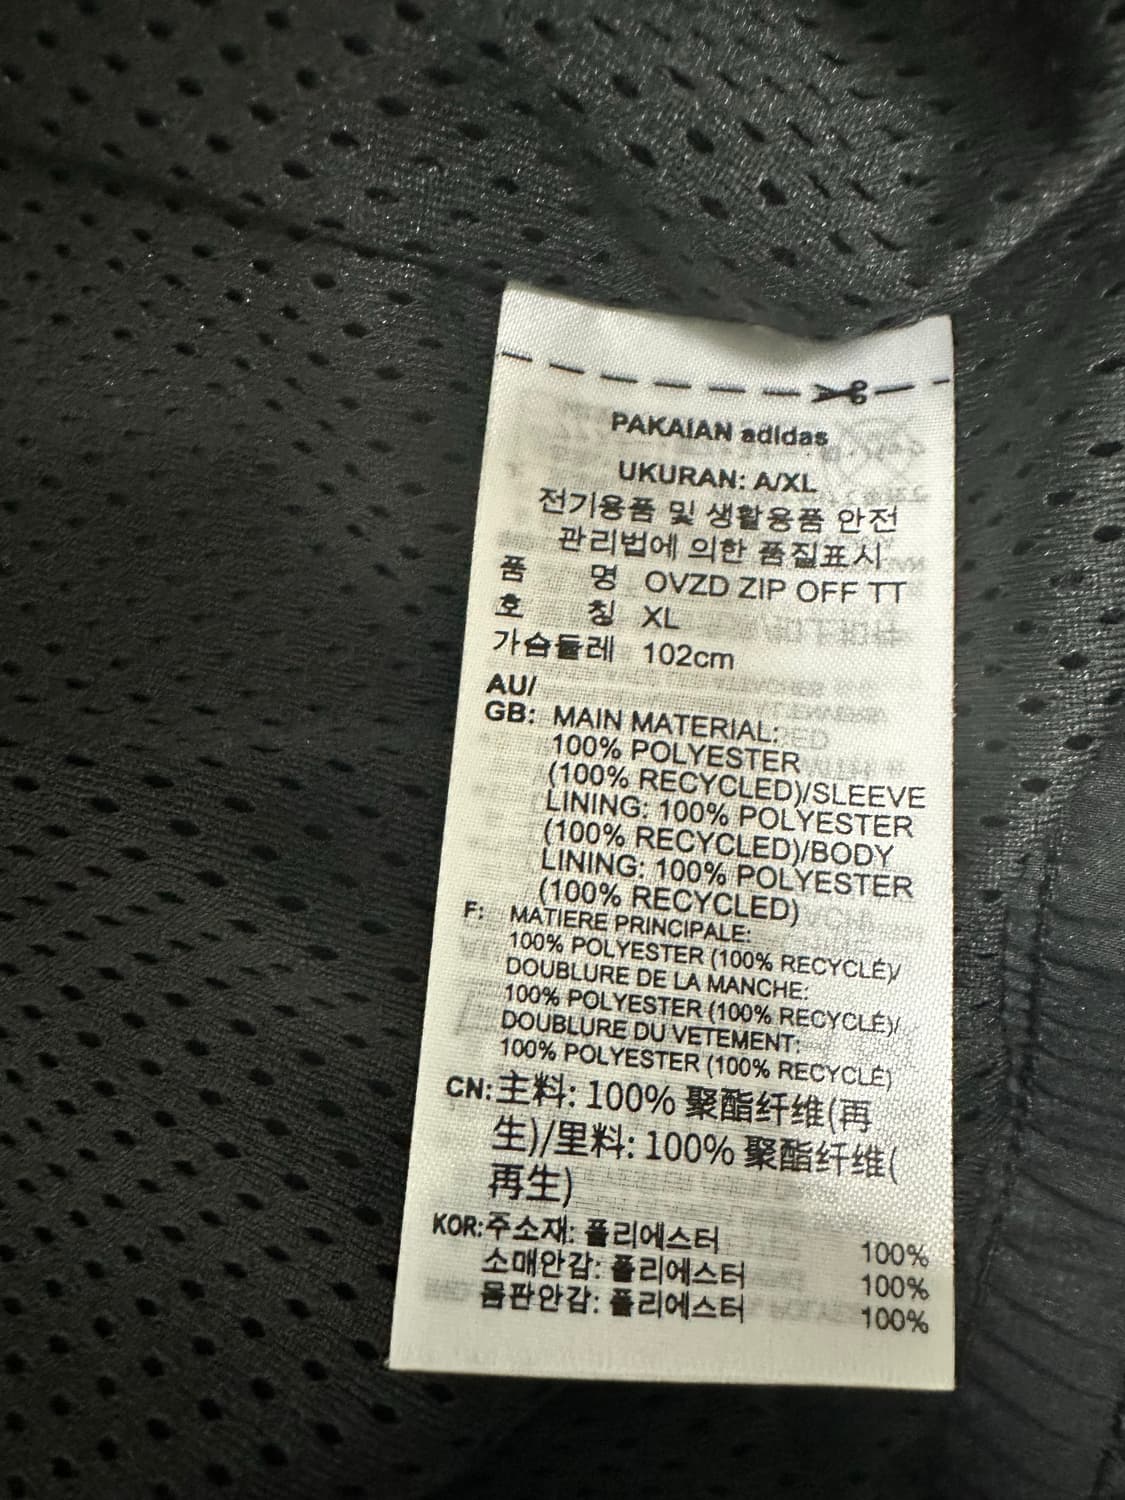 PAKAIAN adidas
UKURAN: A/XL
전기용품 및 생활용품 안전
관리법에 의한 품질표시
품 명 OVZD ZIP OFF TT
호 칭 XL
가슴둘레 102cm
AU/
GB: MAIN MATERIAL:
100% POLYESTER
(100% RECYCLED)/SLEEVE
LINING: 100% POLYESTER
(100% RECYCLED)/BODY
LINING: 100% POLYESTER
(100% RECYCLED)
F: MATIERE PRINCIPALE:
100% POLYESTER (100% RECYCLÉ)/
DOUBLURE DE LA MANCHE:
100% POLYESTER (100% RECYCLÉ)/
DOUBLURE DU VETEMENT:
100% POLYESTER (100% RECYCLÉ)
CN: 主料: 100% 聚酯纤维(再
生)/里料: 100% 聚酯纤维(
再生)
KOR: 주소재: 폴리에스터 100%
소매안감: 폴리에스터 100%
몸판안감: 폴리에스터 100%